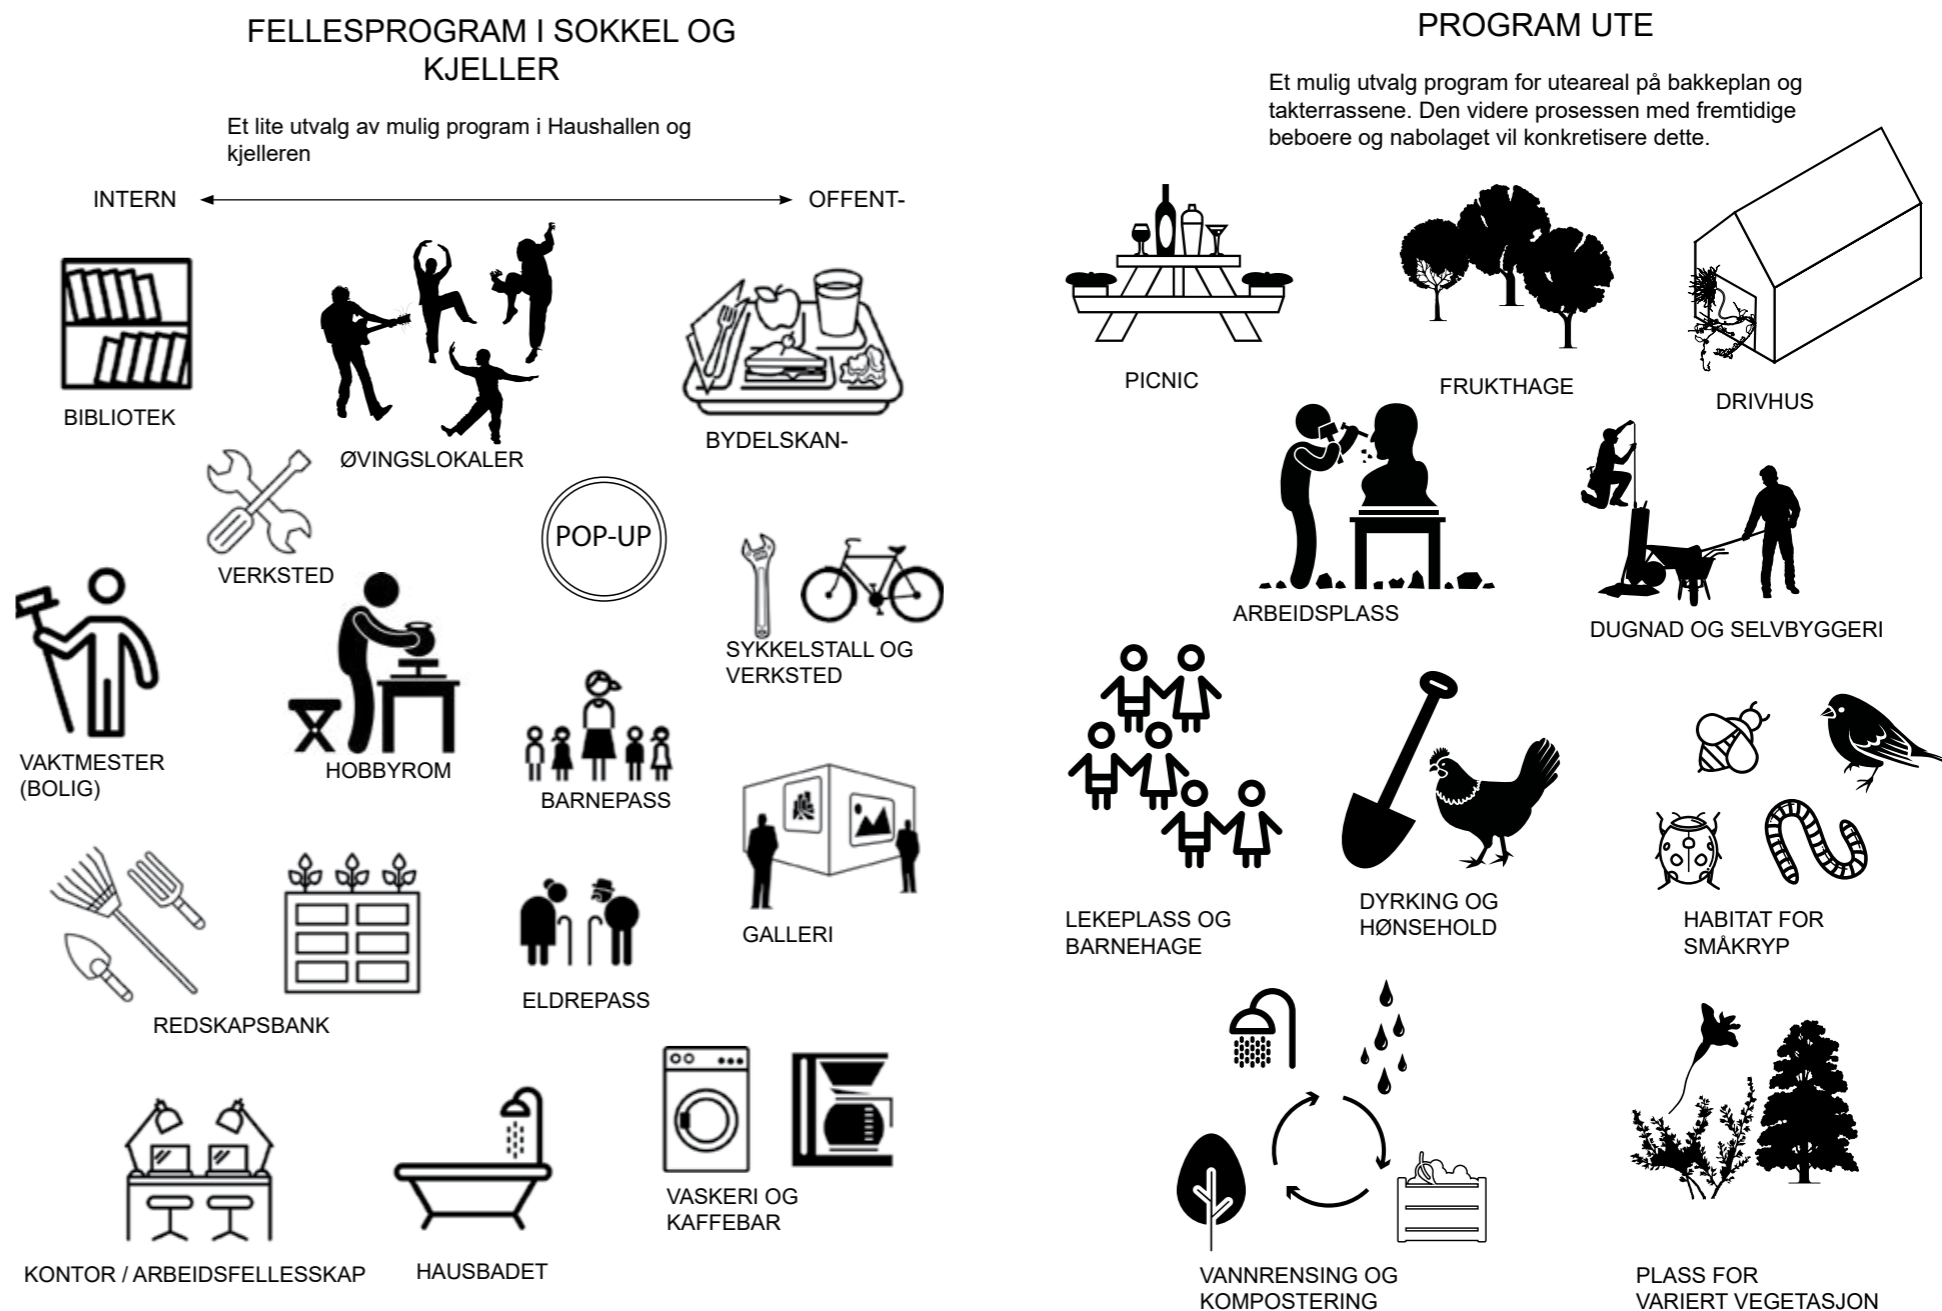 FELLESPROGRAM I SOKKEL OG
KJELLER
Et lite utvalg av mulig program i Haushallen og
kjelleren
INTERN
OFFENT-
BIBLIOTEK
ØVINGSLOKALER
BYDELSKAN-
VERKSTED
POP-UP
SYKKELSTALL OG
VERKSTED
VAKTMESTER
(BOLIG)
HOBBYROM
BARNEPASS
GALLERI
REDSKAPSBANK
ELDREPASS
VASKERI OG
KAFFEBAR
KONTOR / ARBEIDSFELLESSKAP
HAUSBADET
PROGRAM UTE
Et mulig utvalg program for uteareal på bakkeplan og
takterrassene. Den videre prosessen med fremtidige
beboere og nabolaget vil konkretisere dette.
PICNIC
FRUKTHAGE
DRIVHUS
ARBEIDSPLASS
DUGNAD OG SELVBYGGERI
LEKEPLASS OG
BARNEHAGE
DYRKING OG
HØNSEHOLD
HABITAT FOR
SMÅKRYP
VANNRENSING OG
KOMPOSTERING
PLASS FOR
VARIERT VEGETASJON